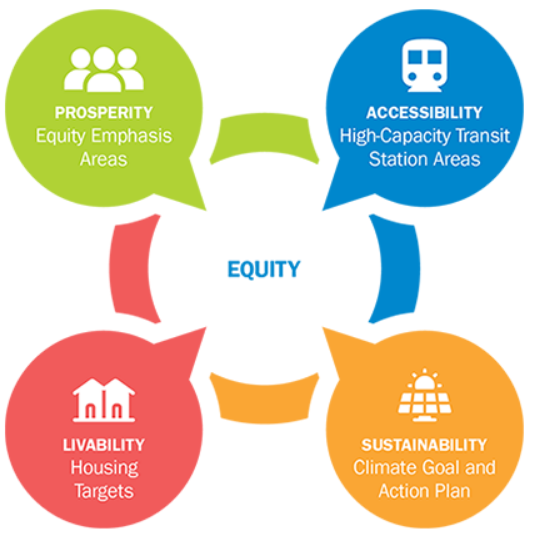 PROSPERITY
Equity Emphasis
Areas
ACCESSIBILITY
High-Capacity Transit
Station Areas
EQUITY
LIVABILITY
Housing
Targets
SUSTAINABILITY
Climate Goal and
Action Plan